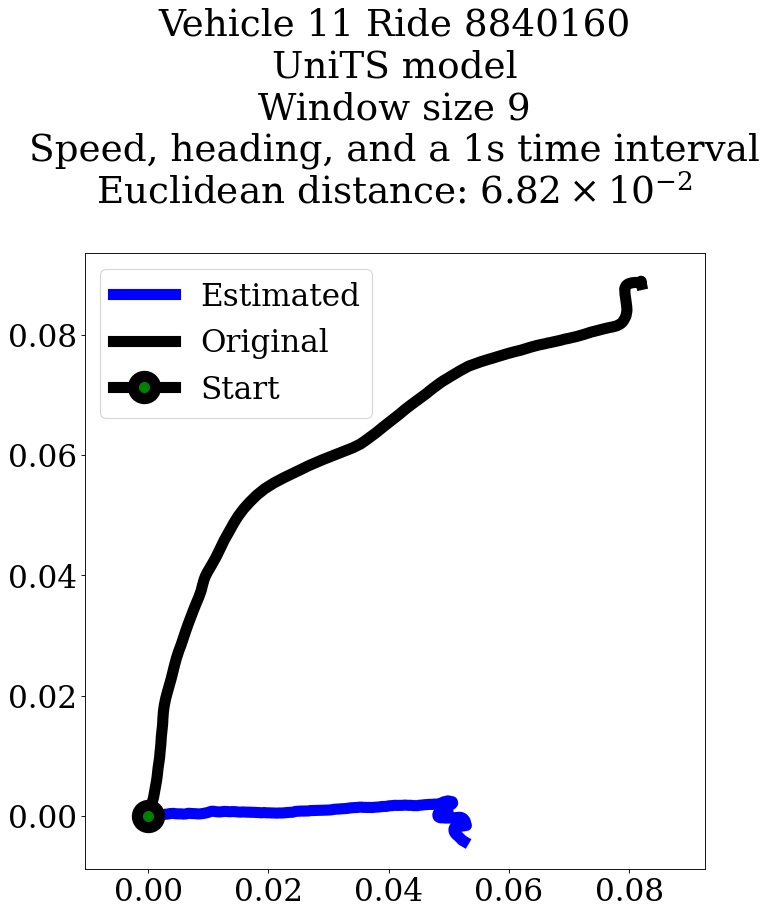 Vehicle 11 Ride 8840160
UniTS model
Window size 9
Speed, heading, and a 1s time interval
Euclidean distance: 6.82 × 10⁻²
Estimated
Original
Start
0.08
0.06
0.04
0.02
0.00
0.00 0.02 0.04 0.06 0.08